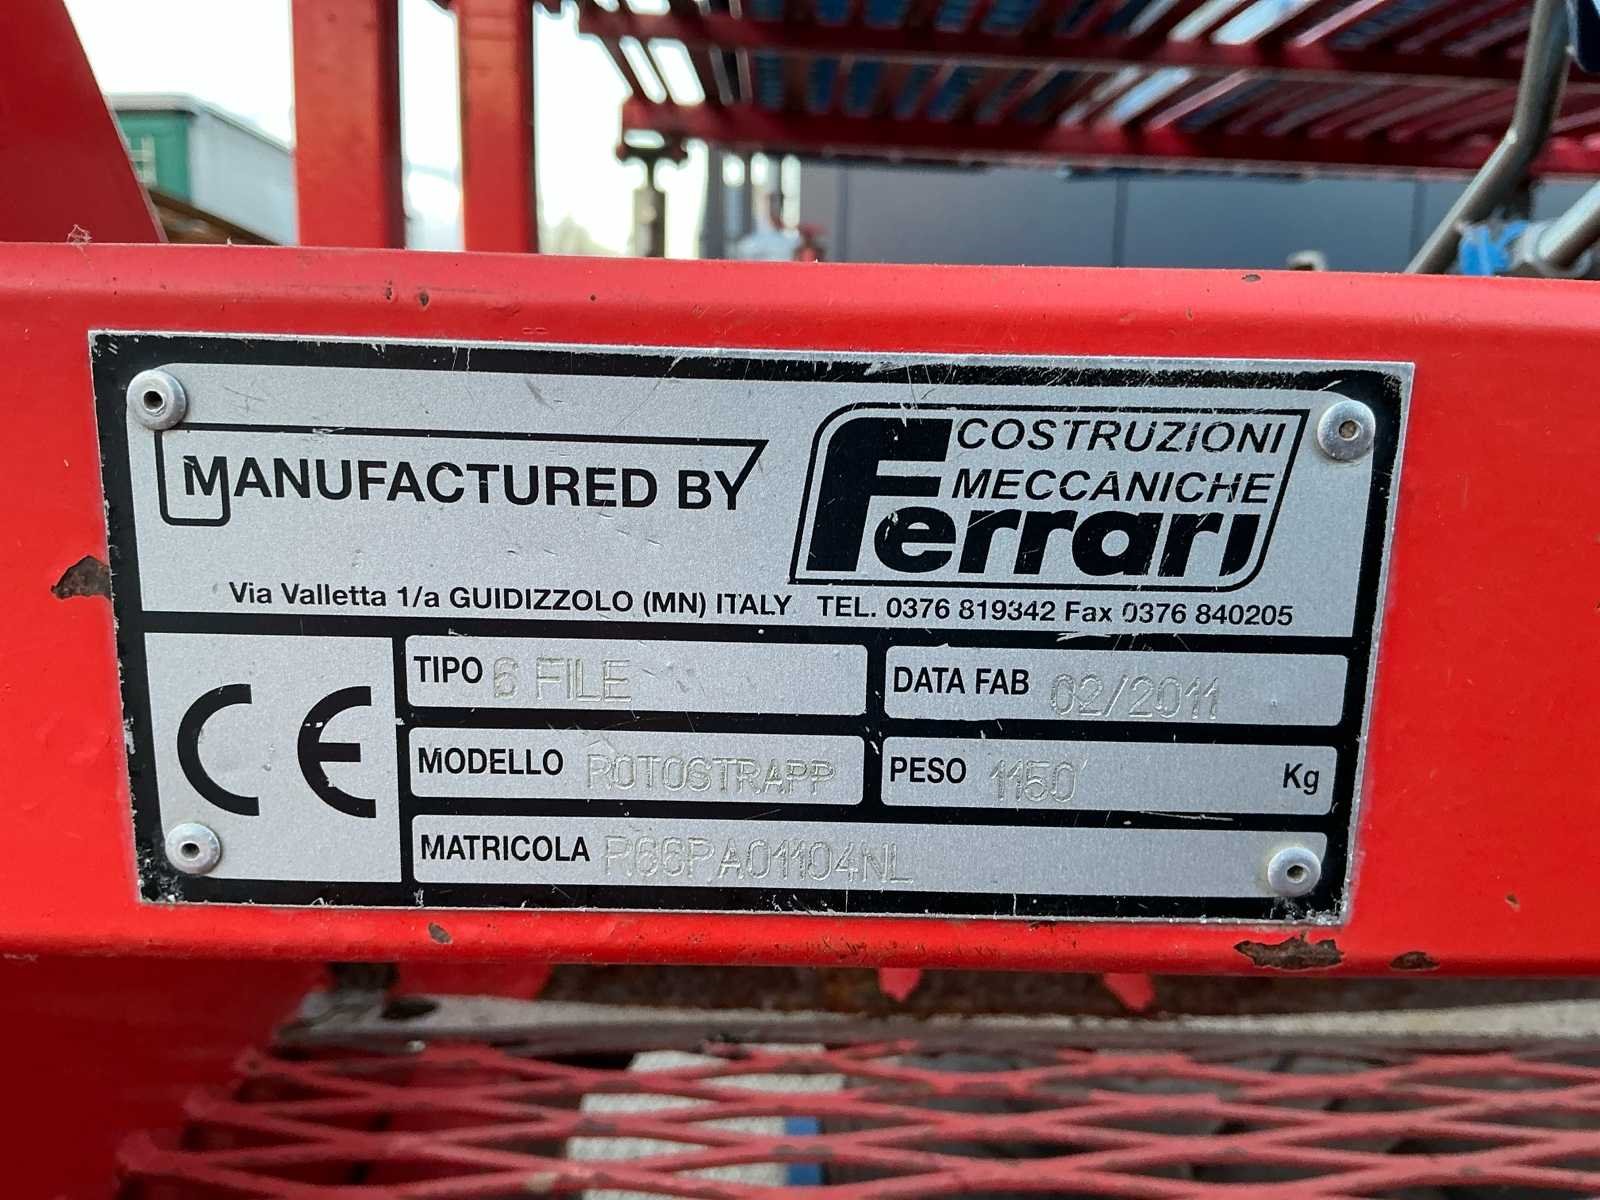 MANUFACTURED BY
COSTRUZIONI
MECCANICHE
Ferrari
Via Valletta 1/a GUIDIZZOLO (MN) ITALY TEL. 0376 819342 Fax 0376 840205
CE
TIPO 6 FILE
DATA FAB 02/2011
MODELLO ROTOSTRAPP
PESO 1150 Kg
MATRICOLA R66PA01104NL